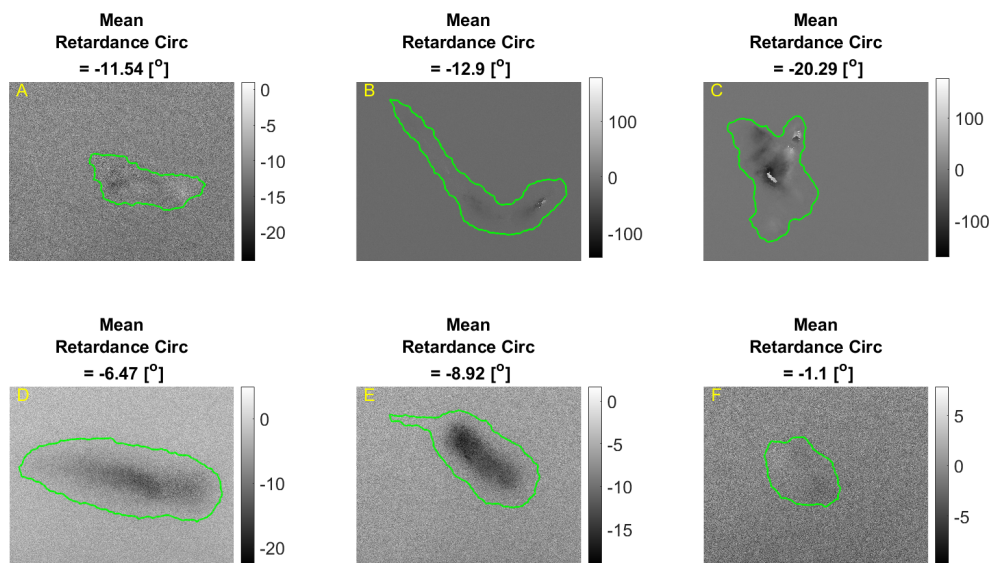 Mean
Retardance Circ
= -11.54 [°]
A
0
-5
-10
-15
-20
Mean
Retardance Circ
= -12.9 [°]
B
100
0
-100
Mean
Retardance Circ
= -20.29 [°]
C
100
0
-100
Mean
Retardance Circ
= -6.47 [°]
D
0
-10
-20
Mean
Retardance Circ
= -8.92 [°]
E
0
-5
-10
-15
Mean
Retardance Circ
= -1.1 [°]
F
5
0
-5